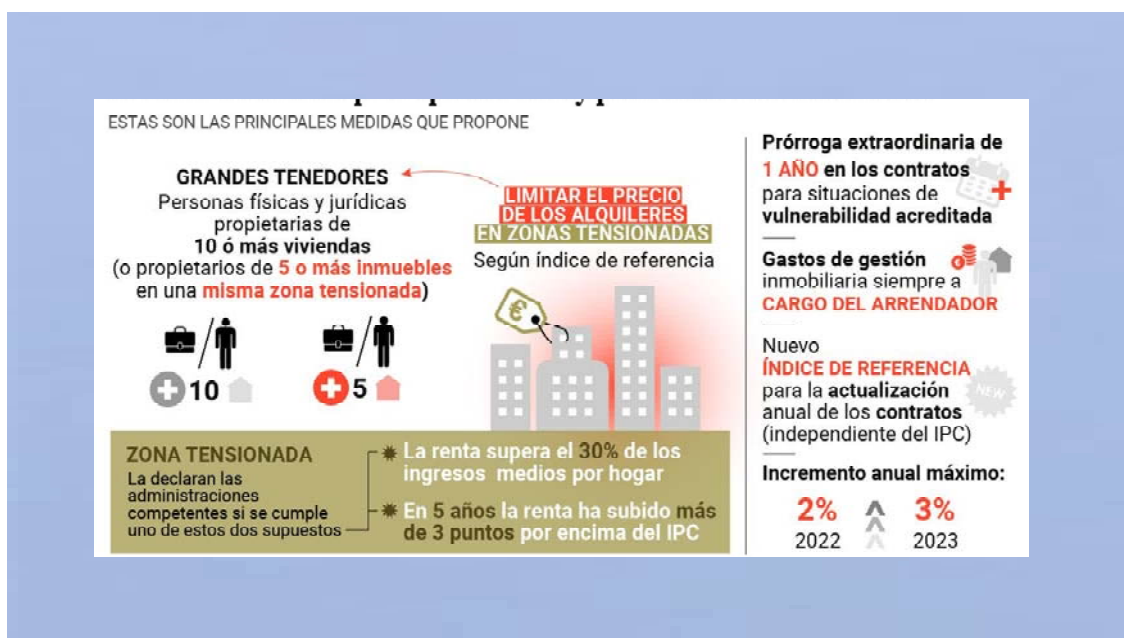 ESTAS SON LAS PRINCIPALES MEDIDAS QUE PROPONE
GRANDES TENEDORES
Personas físicas y jurídicas
propietarias de
10 ó más viviendas
(o propietarios de 5 o más inmuebles
en una misma zona tensionada)
10
5
LIMITAR EL PRECIO
DE LOS ALQUILERES
EN ZONAS TENSIONADAS
Según índice de referencia
€
ZONA TENSIONADA
La declaran las
administraciones
competentes si se cumple
uno de estos dos supuestos
La renta supera el 30% de los
ingresos medios por hogar
En 5 años la renta ha subido más
de 3 puntos por encima del IPC
Prórroga extraordinaria de
1 AÑO en los contratos
para situaciones de
vulnerabilidad acreditada
Gastos de gestión
inmobiliaria siempre a
CARGO DEL ARRENDADOR
Nuevo
ÍNDICE DE REFERENCIA
para la actualización
anual de los contratos
(independiente del IPC)
NEW
Incremento anual máximo:
2% 3%
2022 2023